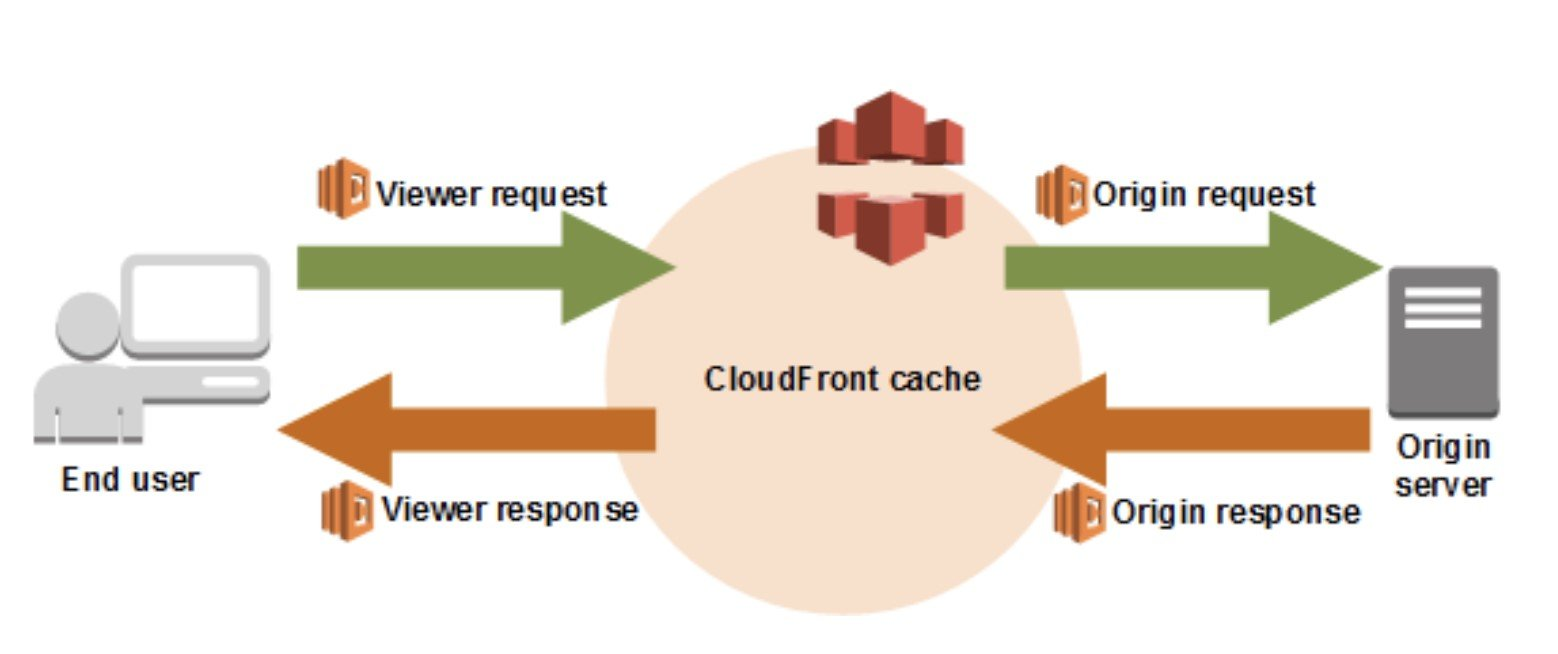 Viewer request
Origin request
CloudFront cache
End user
Origin
server
Viewer response
Origin response